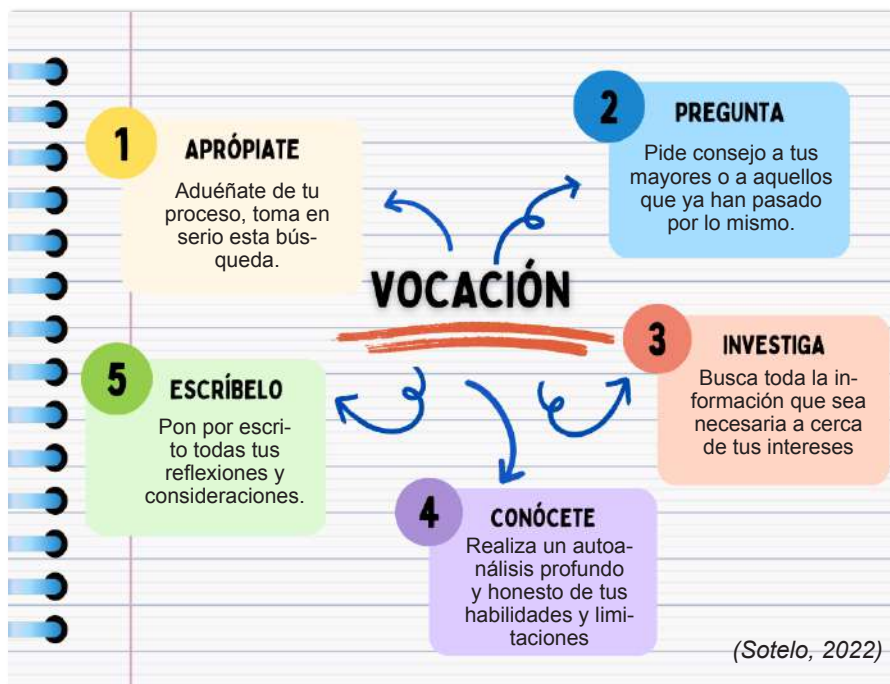 1
APRÓPIATE
Aduéñate de tu
proceso, toma en
serio esta bús-
queda.
2
PREGUNTA
Pide consejo a tus
mayores o a aquellos
que ya han pasado
por lo mismo.
VOCACIÓN
3
INVESTIGA
Busca toda la in-
formación que sea
necesaria a cerca
de tus intereses
4
CONÓCETE
Realiza un autoa-
nálisis profundo
y honesto de tus
habilidades y limi-
taciones
5
ESCRÍBELO
Pon por escri-
to todas tus
reflexiones y
consideraciones.
(Sotelo, 2022)